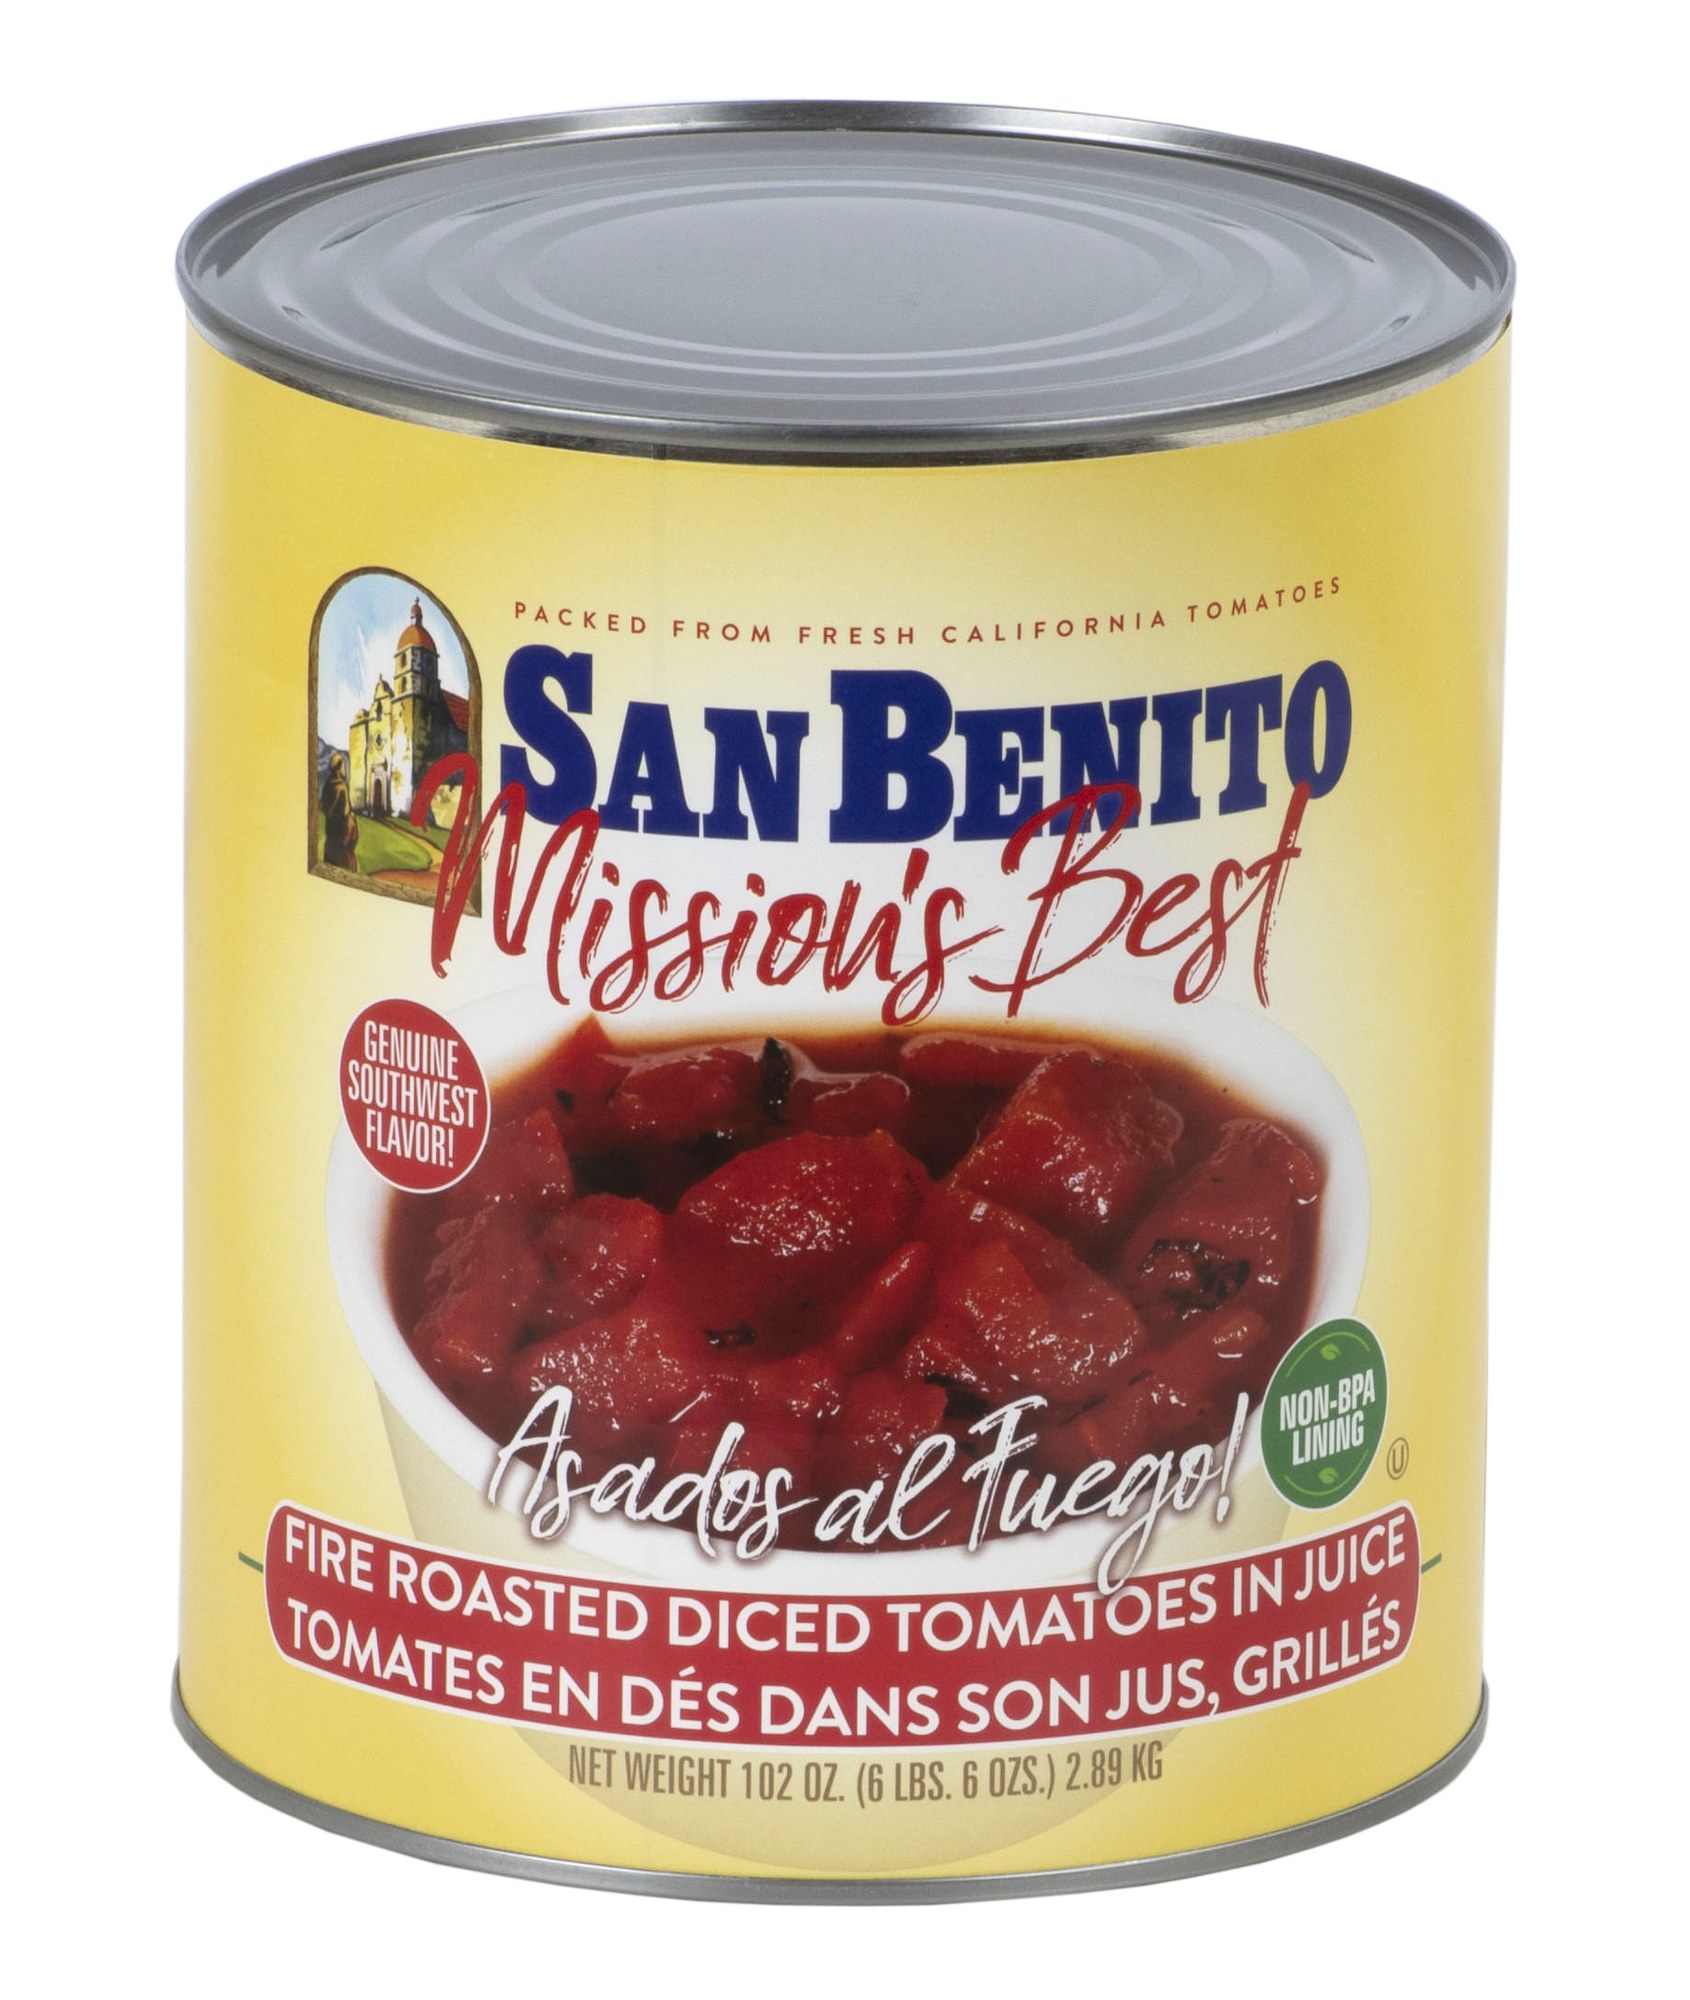 PACKED FROM FRESH CALIFORNIA TOMATOES
SAN BENITO
Mission's Best
GENUINE
SOUTHWEST
FLAVOR!
Asados al Fuego!
NON-BPA
LINING
U
FIRE ROASTED DICED TOMATOES IN JUICE
TOMATES EN DÉS DANS SON JUS, GRILLÉS
NET WEIGHT 102 OZ. (6 LBS. 6 OZS.) 2.89 KG